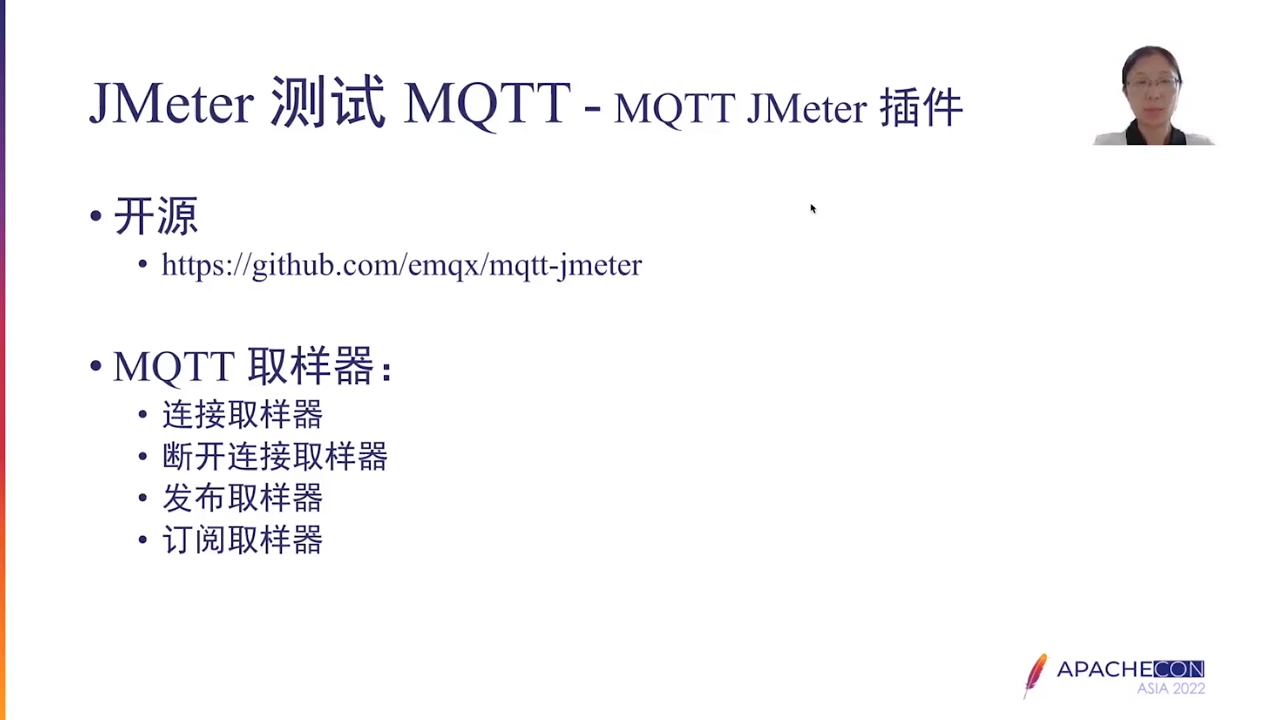 JMeter 测试 MQTT - MQTT JMeter 插件
• 开源
• https://github.com/emqx/mqtt-jmeter
• MQTT 取样器：
• 连接取样器
• 断开连接取样器
• 发布取样器
• 订阅取样器
APACHECON
ASIA 2022